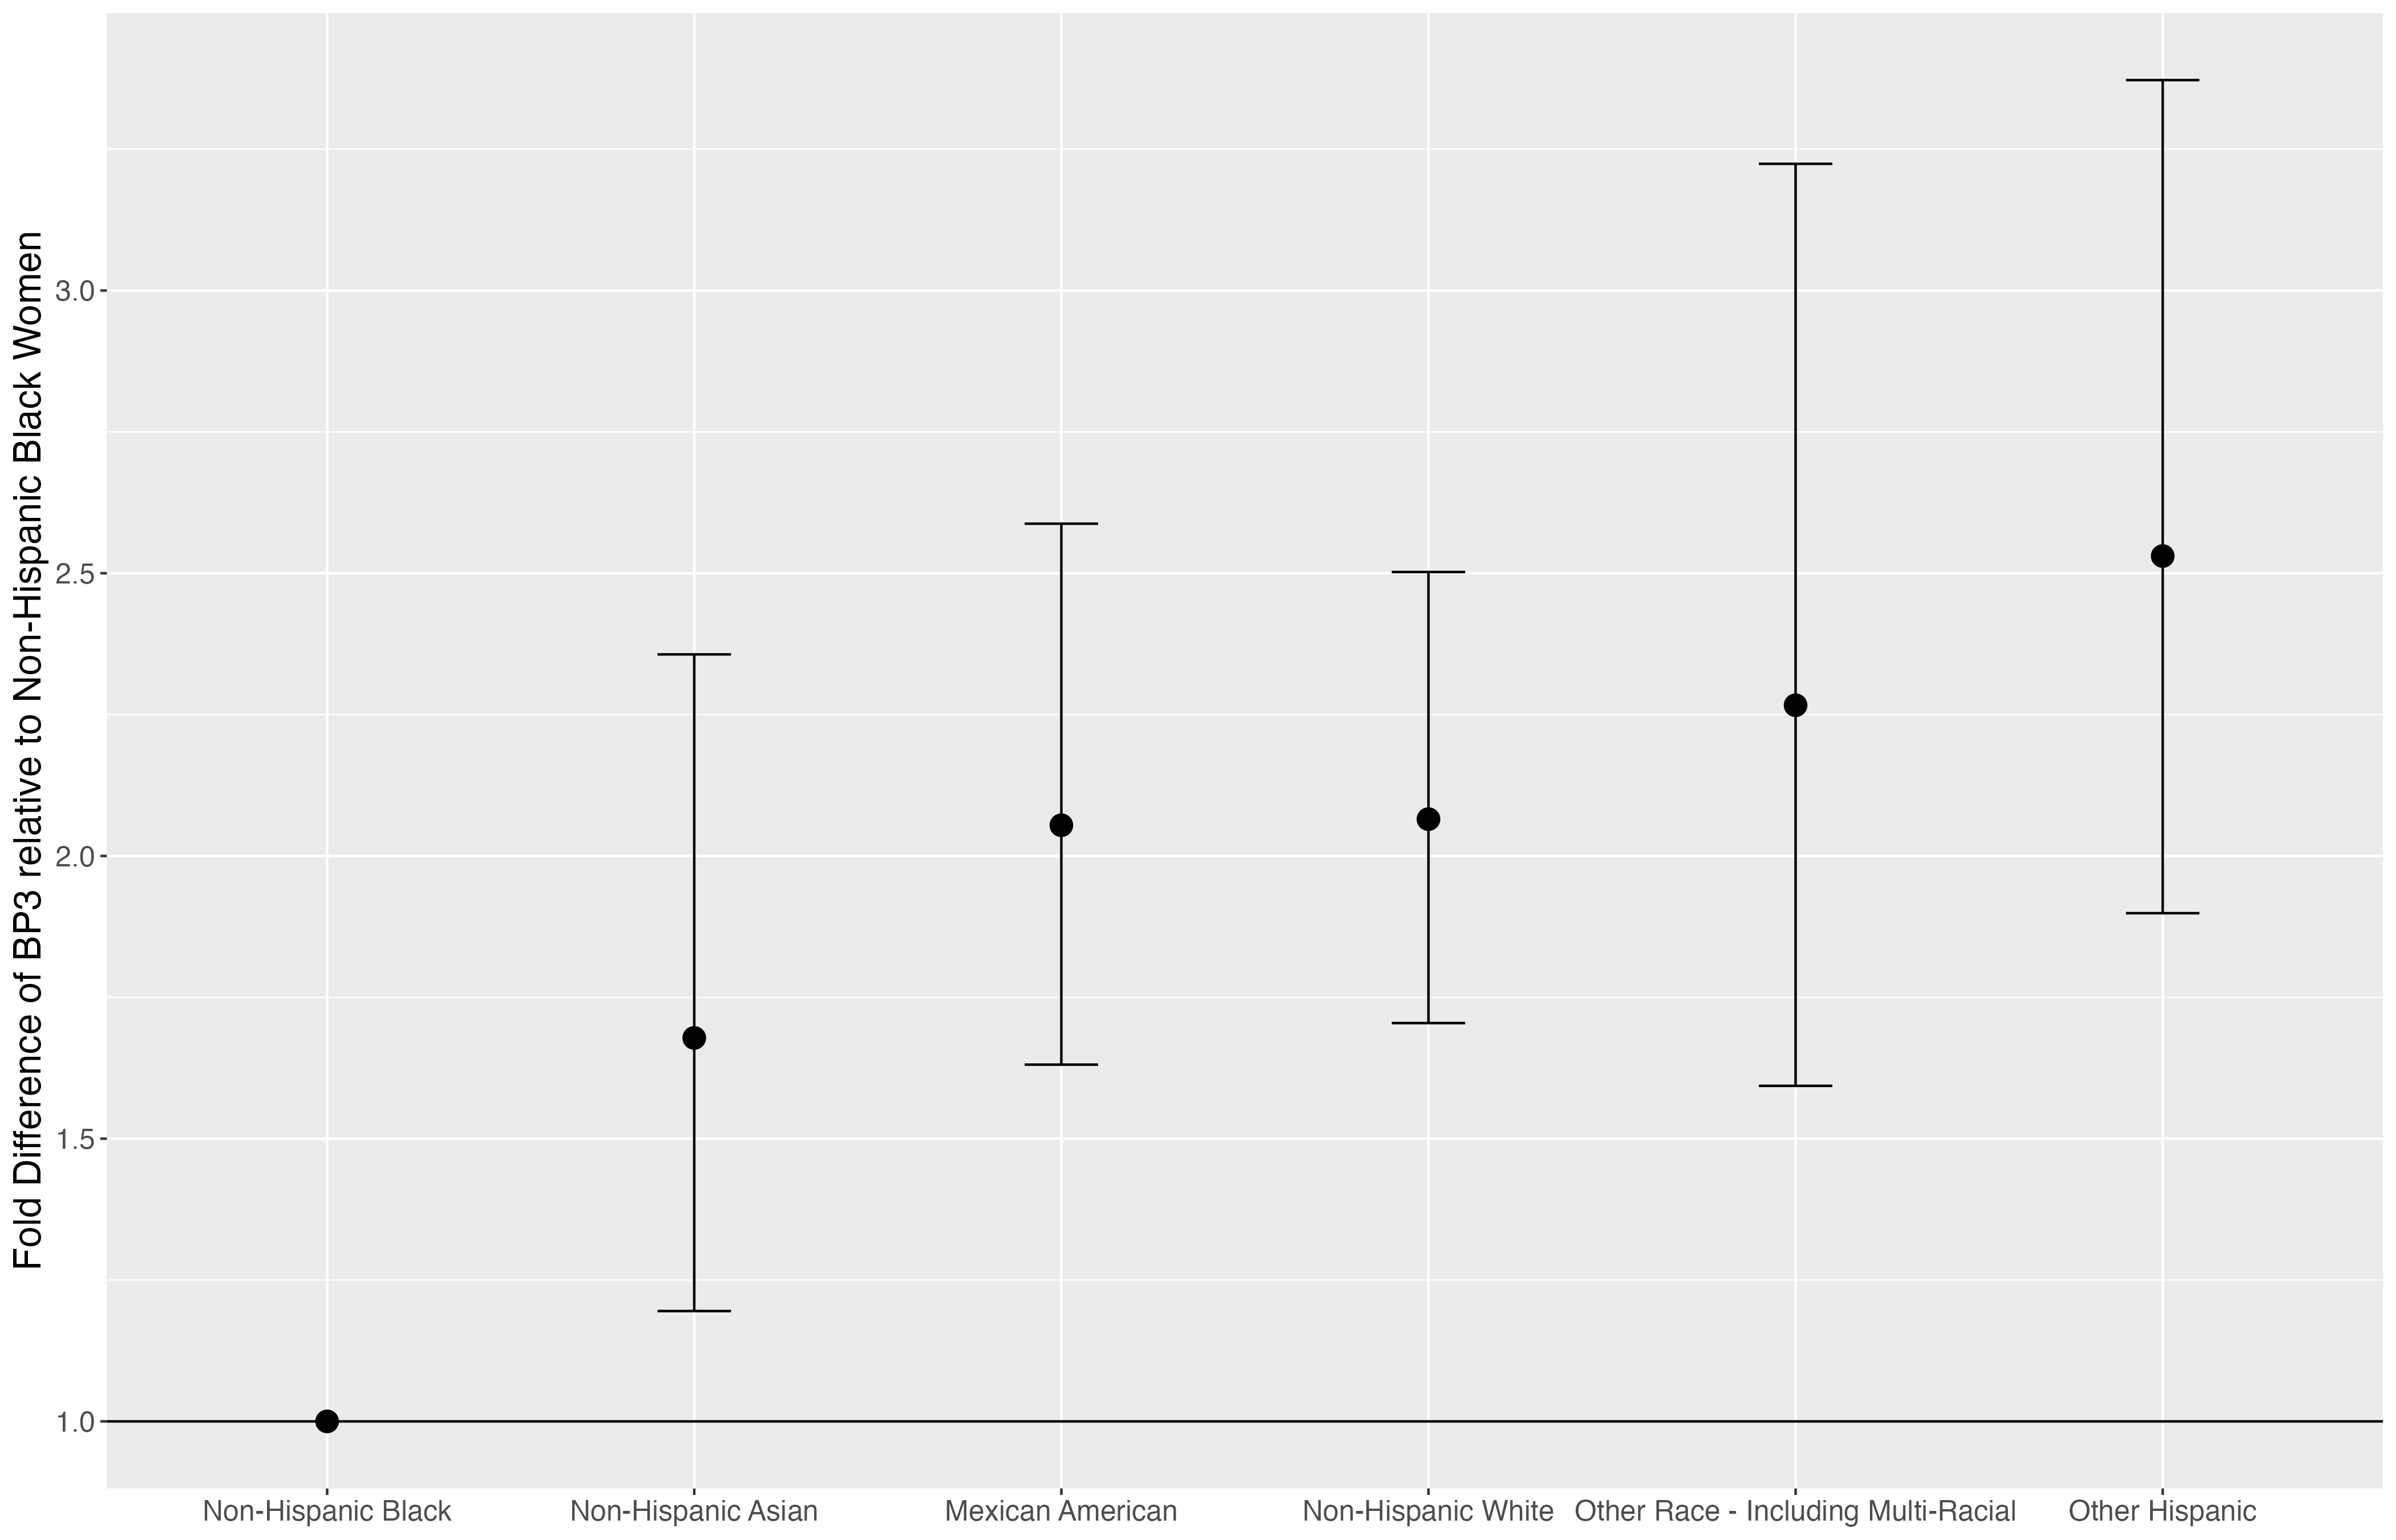 Fold Difference of BP3 relative to Non-Hispanic Black Women
3.0
2.5
2.0
1.5
1.0
Non-Hispanic Black
Non-Hispanic Asian
Mexican American
Non-Hispanic White
Other Race - Including Multi-Racial
Other Hispanic